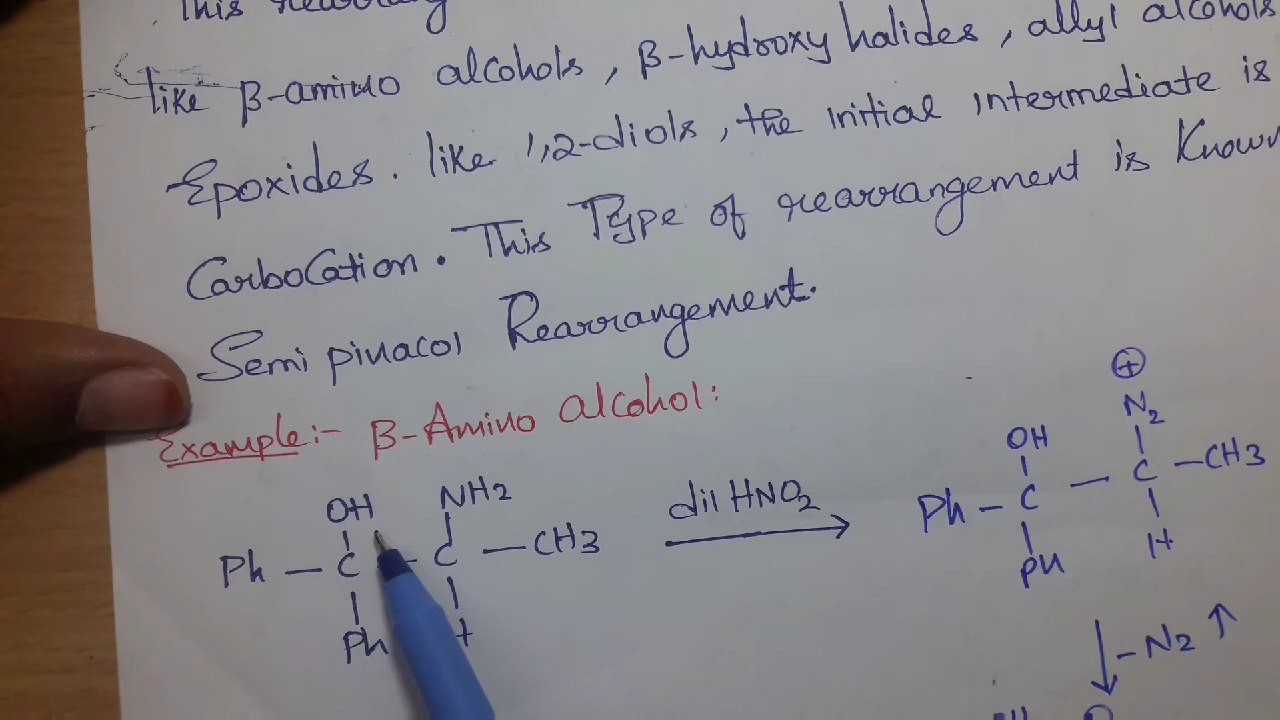 This
like β-amino alcohols, β-hydroxy halides, allyl alcohols
Epoxides. like 1,2-diols, the initial intermediate is
Carbocation. This Type of rearrangement is Known
Semi pinacol Rearrangement.
Example:- β-Amino alcohol:
OH NH2
Ph - C - C - CH3
Ph
dil HNO2
⊕
N2
OH
Ph - C - C - CH3
Ph H
↓ - N2 ↑